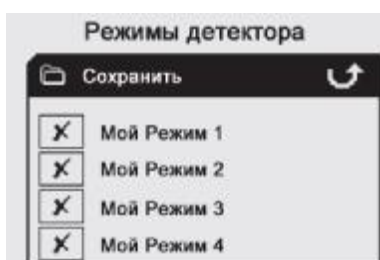 Режимы детектора
Сохранить
Мой Режим 1
Мой Режим 2
Мой Режим 3
Мой Режим 4